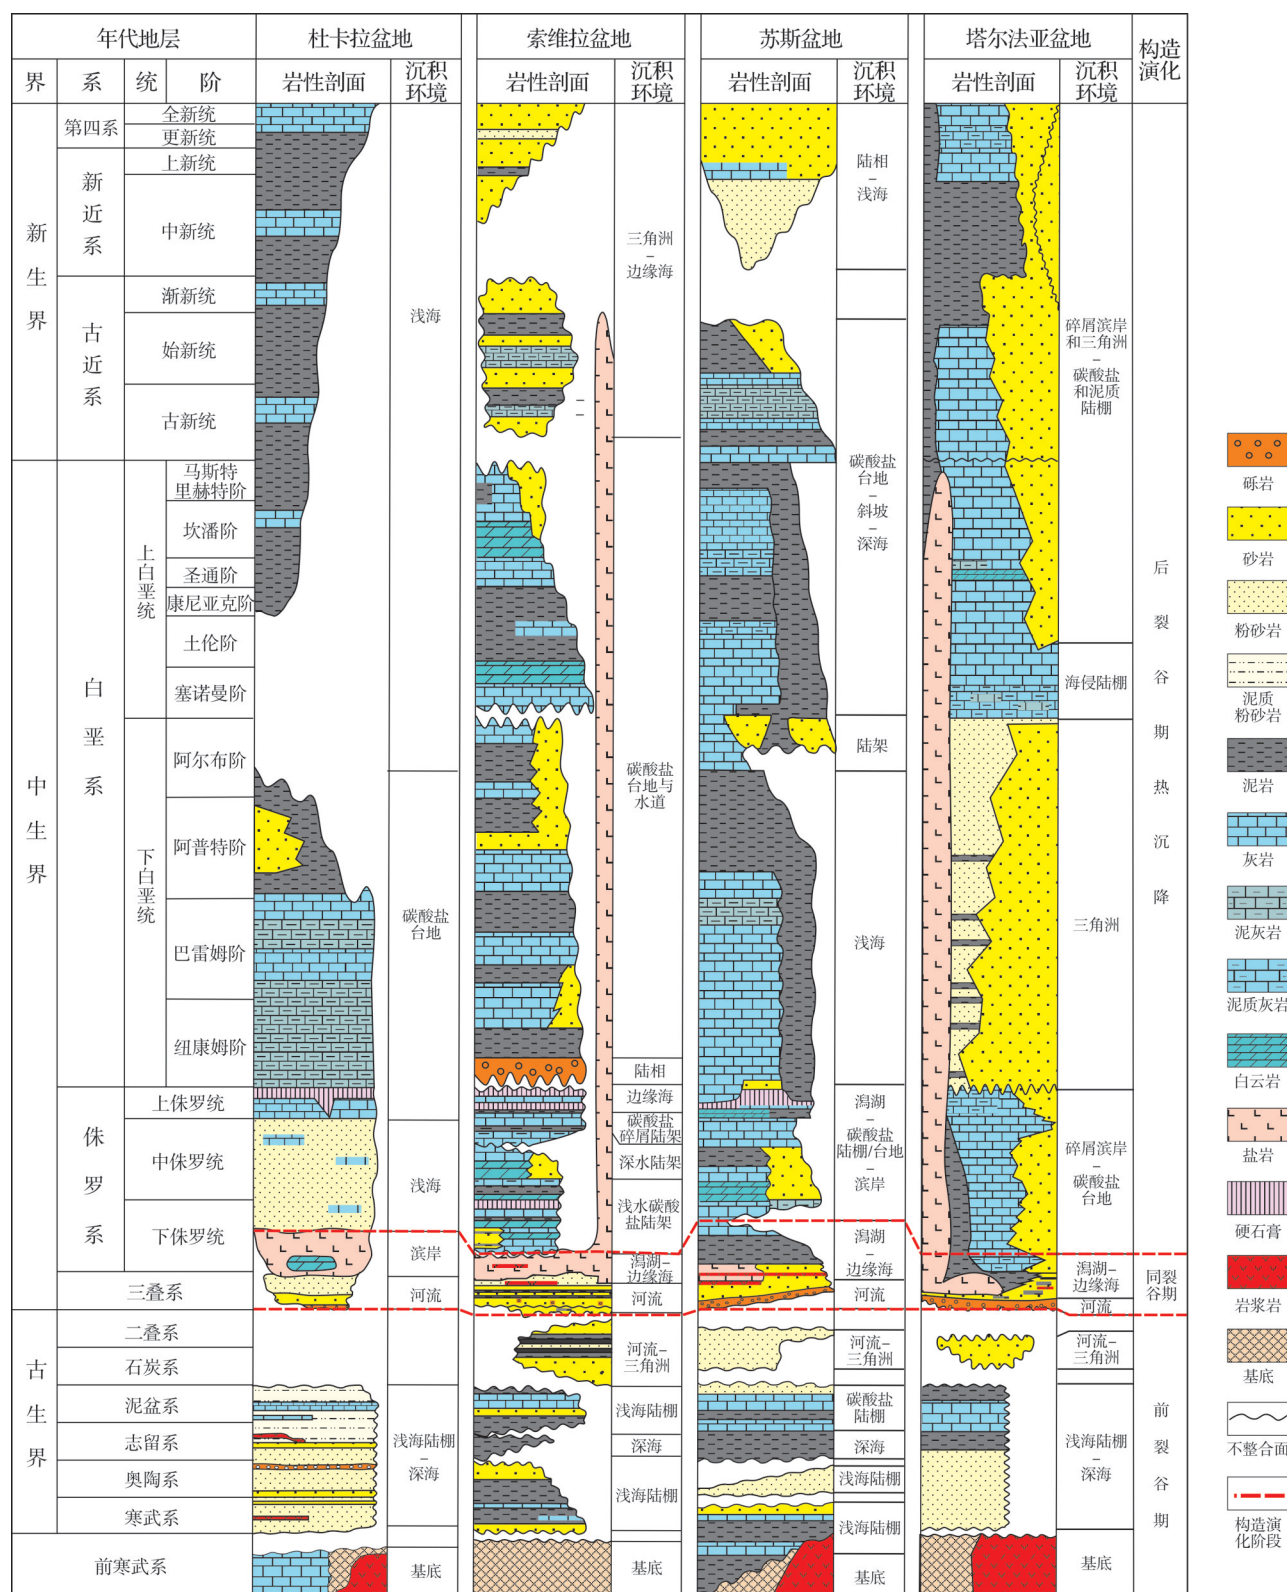 年代地层
杜卡拉盆地
索维拉盆地
苏斯盆地
塔尔法亚盆地
构造
演化
界
系
统
阶
岩性剖面
沉积
环境
岩性剖面
沉积
环境
岩性剖面
沉积
环境
岩性剖面
沉积
环境
新生界
第四系
全新统
更新统
新近系
上新统
中新统
古近系
渐新统
始新统
古新统
中生界
白垩系
上白垩统
马斯特
里赫特阶
坎潘阶
圣通阶
康尼亚克阶
土伦阶
塞诺曼阶
下白垩统
阿尔布阶
阿普特阶
巴雷姆阶
纽康姆阶
侏罗系
上侏罗统
中侏罗统
下侏罗统
三叠系
古生界
二叠系
石炭系
泥盆系
志留系
奥陶系
寒武系
前寒武系
浅海
碳酸盐
台地
浅海
滨岸
河流
浅海陆棚
–
深海
基底
三角洲
–
边缘海
碳酸盐
台地与
水道
陆相
边缘海
碳酸盐
碎屑陆架
深水陆架
浅水碳酸
盐陆架
潟湖–
边缘海
河流
河流–
三角洲
浅海陆棚
深海
浅海陆棚
基底
陆相
–
浅海
碳酸盐
台地
–
斜坡
–
深海
陆架
浅海
潟湖
–
碳酸盐
陆棚/台地
–
滨岸
潟湖
–
边缘海
河流
河流–
三角洲
碳酸盐
陆棚
深海
浅海陆棚
浅海陆棚
基底
碎屑滨岸
和三角洲
–
碳酸盐
和泥质
陆棚
海侵陆棚
三角洲
碎屑滨岸
–
碳酸盐
台地
潟湖–
边缘海
河流
河流–
三角洲
浅海陆棚
–
深海
基底
后裂谷期热沉降
同裂
谷期
前裂谷期
砾岩
砂岩
粉砂岩
泥质
粉砂岩
泥岩
灰岩
泥灰岩
泥质灰岩
白云岩
盐岩
硬石膏
岩浆岩
基底
不整合面
构造演
化阶段